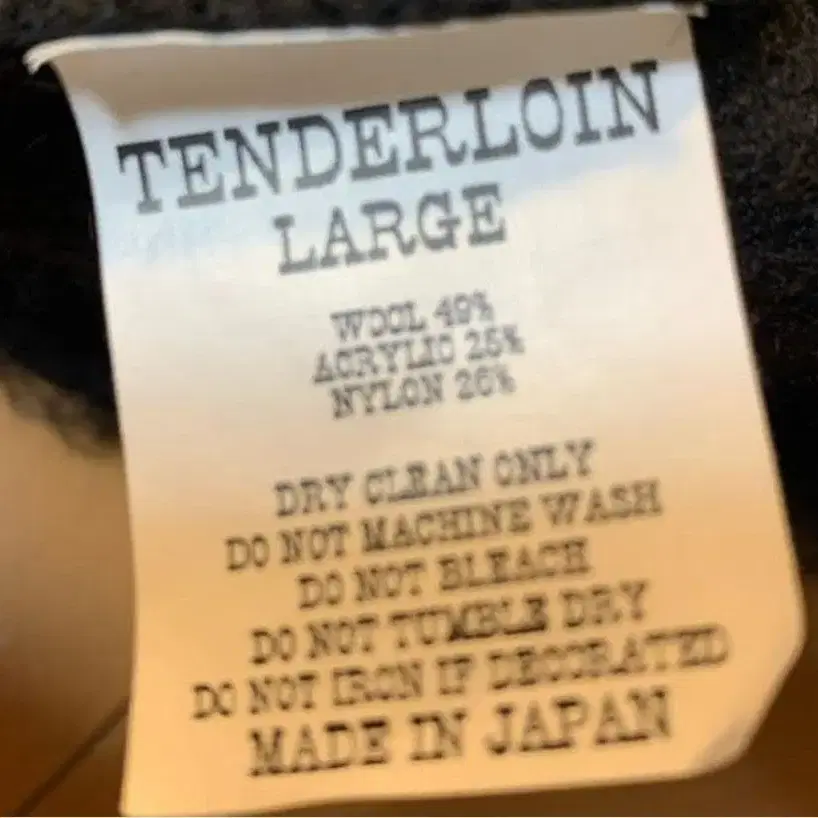 TENDERLOIN
LARGE
WOOL 49%
ACRYLIC 25%
NYLON 26%
DRY CLEAN ONLY
DO NOT MACHINE WASH
DO NOT BLEACH
DO NOT TUMBLE DRY
DO NOT IRON IF DECORATED
MADE IN JAPAN